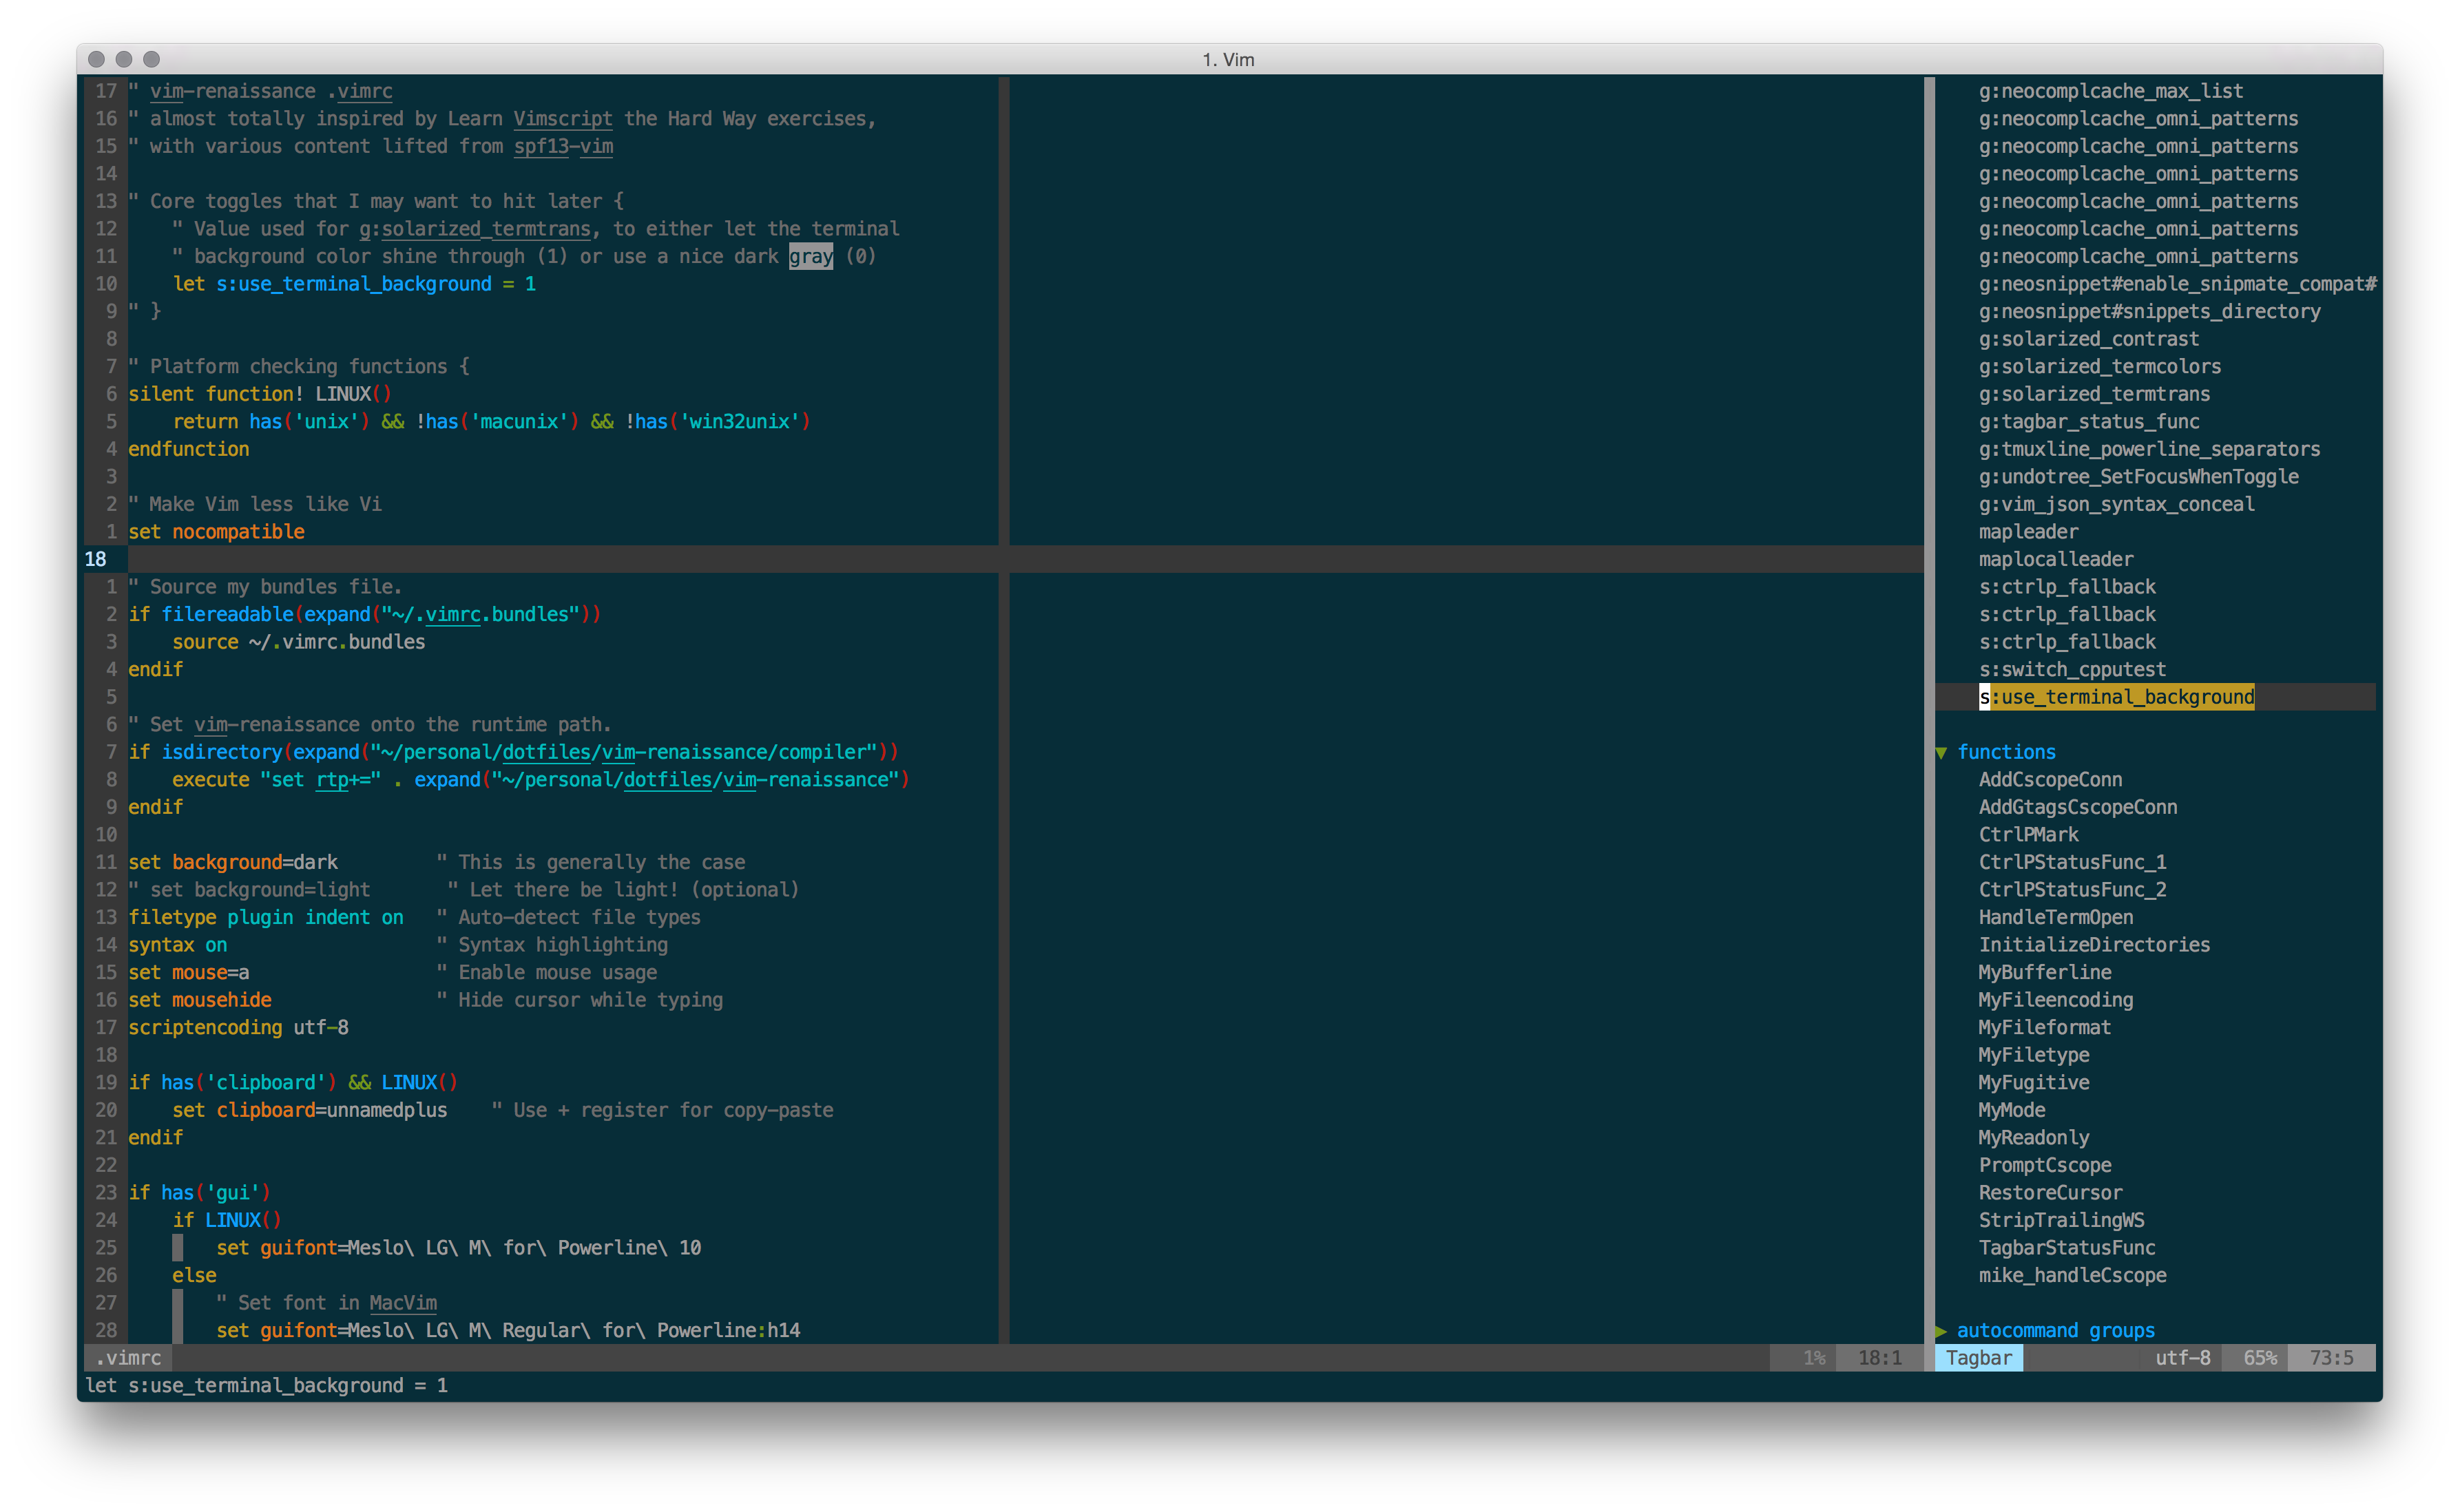 1. Vim
17 " vim-renaissance .vimrc
16 " almost totally inspired by Learn Vimscript the Hard Way exercises,
15 " with various content lifted from spf13-vim
14
13 " Core toggles that I may want to hit later {
12     " Value used for g:solarized_termtrans, to either let the terminal
11     " background color shine through (1) or use a nice dark gray (0)
10     let s:use_terminal_background = 1
9 " }
8
7 " Platform checking functions {
6 silent function! LINUX()
5     return has('unix') && !has('macunix') && !has('win32unix')
4 endfunction
3
2 " Make Vim less like Vi
1 set nocompatible
18
1 " Source my bundles file.
2 if filereadable(expand("~/.vimrc.bundles"))
3     source ~/.vimrc.bundles
4 endif
5
6 " Set vim-renaissance onto the runtime path.
7 if isdirectory(expand("~/personal/dotfiles/vim-renaissance/compiler"))
8     execute "set rtp+=" . expand("~/personal/dotfiles/vim-renaissance")
9 endif
10
11 set background=dark         " This is generally the case
12 " set background=light       " Let there be light! (optional)
13 filetype plugin indent on   " Auto-detect file types
14 syntax on                   " Syntax highlighting
15 set mouse=a                 " Enable mouse usage
16 set mousehide               " Hide cursor while typing
17 scriptencoding utf-8
18
19 if has('clipboard') && LINUX()
20     set clipboard=unnamedplus    " Use + register for copy-paste
21 endif
22
23 if has('gui')
24     if LINUX()
25         set guifont=Meslo\ LG\ M\ for\ Powerline\ 10
26     else
27         " Set font in MacVim
28         set guifont=Meslo\ LG\ M\ Regular\ for\ Powerline:h14
.vimrc 1% 18:1
let s:use_terminal_background = 1
g:neocomplcache_max_list
g:neocomplcache_omni_patterns
g:neocomplcache_omni_patterns
g:neocomplcache_omni_patterns
g:neocomplcache_omni_patterns
g:neocomplcache_omni_patterns
g:neocomplcache_omni_patterns
g:neosnippet#enable_snipmate_compat#
g:neosnippet#snippets_directory
g:solarized_contrast
g:solarized_termcolors
g:solarized_termtrans
g:tagbar_status_func
g:tmuxline_powerline_separators
g:undotree_SetFocusWhenToggle
g:vim_json_syntax_conceal
mapleader
maplocalleader
s:ctrlp_fallback
s:ctrlp_fallback
s:ctrlp_fallback
s:switch_cpputest
s:use_terminal_background
▼ functions
AddCscopeConn
AddGtagsCscopeConn
CtrlPMark
CtrlPStatusFunc_1
CtrlPStatusFunc_2
HandleTermOpen
InitializeDirectories
MyBufferline
MyFileencoding
MyFileformat
MyFiletype
MyFugitive
MyMode
MyReadonly
PromptCscope
RestoreCursor
StripTrailingWS
TagbarStatusFunc
mike_handleCscope
▶ autocommand groups
Tagbar utf-8 65% 73:5